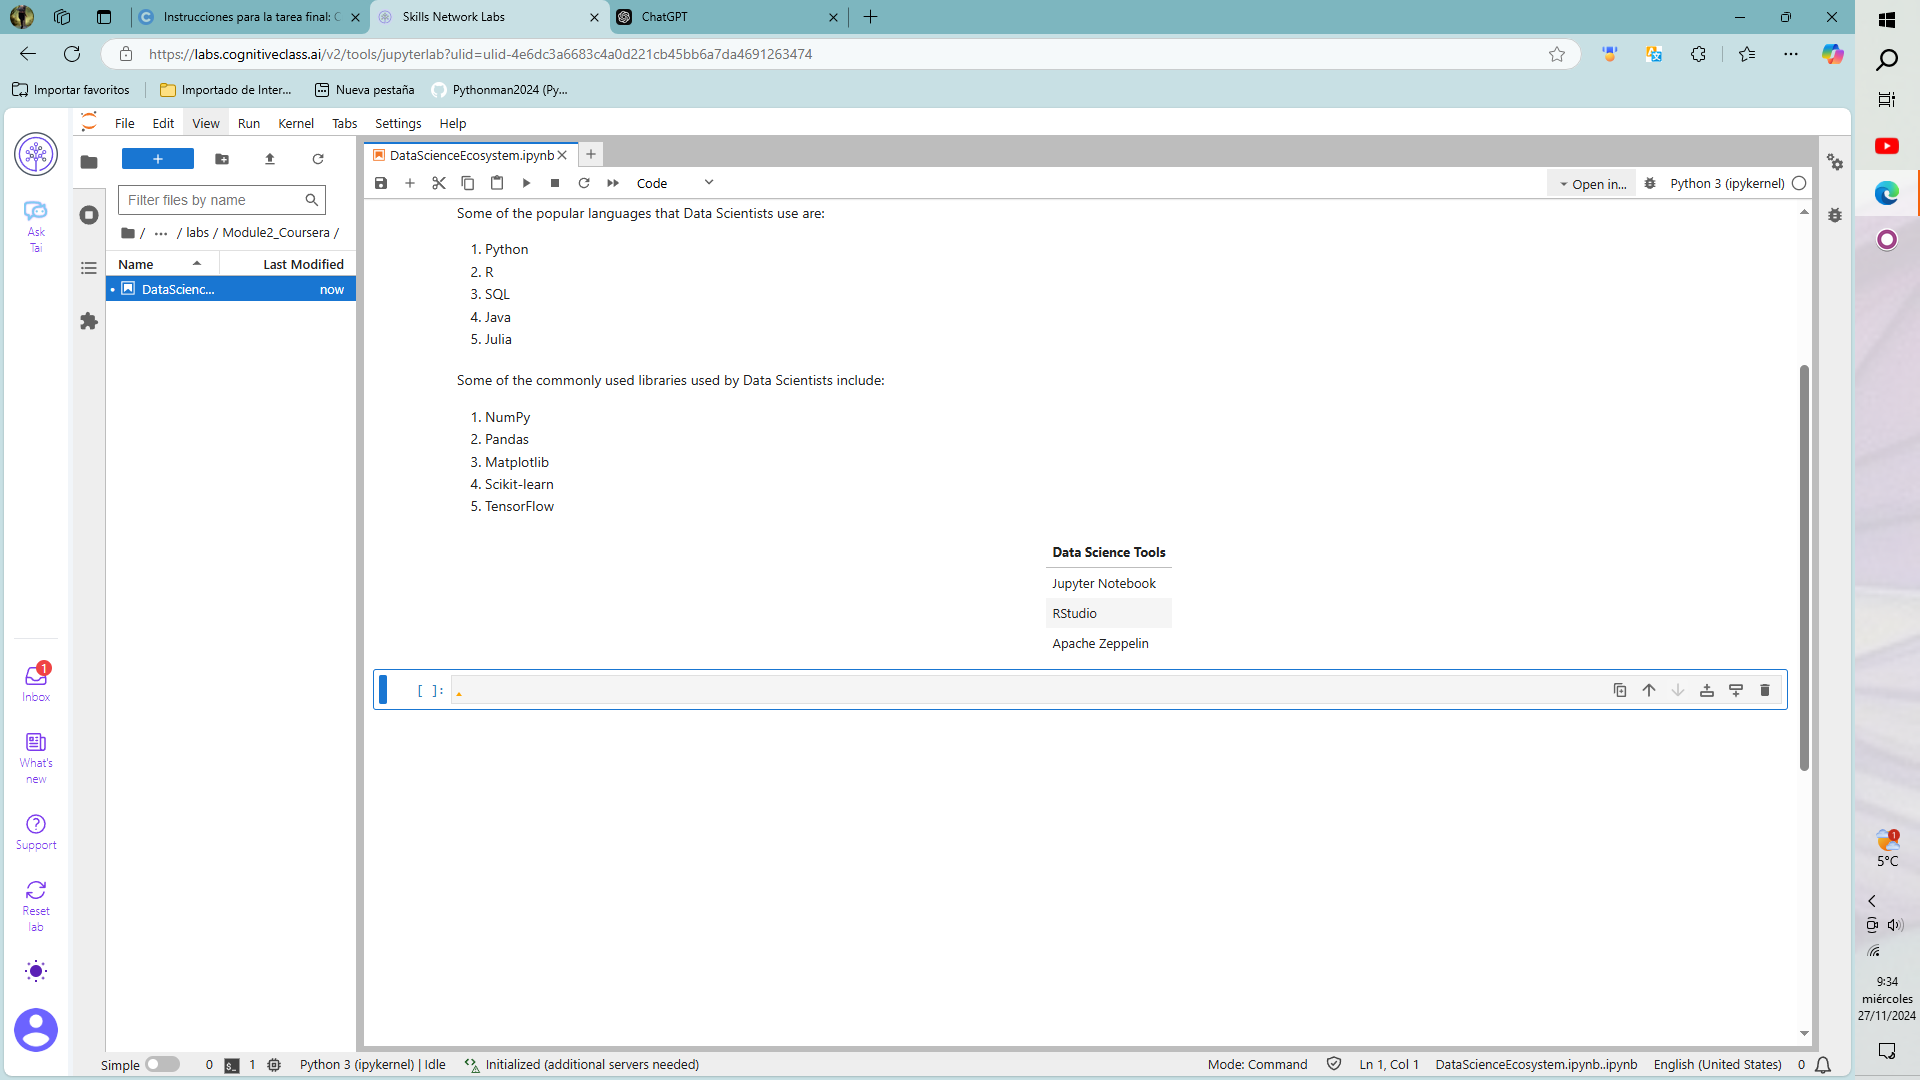 Instrucciones para la tarea final: C
Skills Network Labs
ChatGPT
https://labs.cognitiveclass.ai/v2/tools/jupyterlab?ulid=ulid-4e6dc3a6683c4a0d221cb45bb6a7da4691263474
Importar favoritos
Importado de Inter...
Nueva pestaña
Pythonman2024 (Py...
File Edit View Run Kernel Tabs Settings Help
DataScienceEcosystem.ipynb
Code
Open in...
Python 3 (ipykernel)
Filter files by name
/ ... / labs / Module2_Coursera /
Name
Last Modified
DataScienc...
now
Ask
Tai
Some of the popular languages that Data Scientists use are:
1. Python
2. R
3. SQL
4. Java
5. Julia
Some of the commonly used libraries used by Data Scientists include:
1. NumPy
2. Pandas
3. Matplotlib
4. Scikit-learn
5. TensorFlow
Data Science Tools
Jupyter Notebook
RStudio
Apache Zeppelin
[ ]:
1
Inbox
What's
new
Support
Reset
lab
Simple
0
1
Python 3 (ipykernel) | Idle
Initialized (additional servers needed)
Mode: Command
Ln 1, Col 1
DataScienceEcosystem.ipynb..ipynb
English (United States)
0
1
5°C
9:34
miércoles
27/11/2024